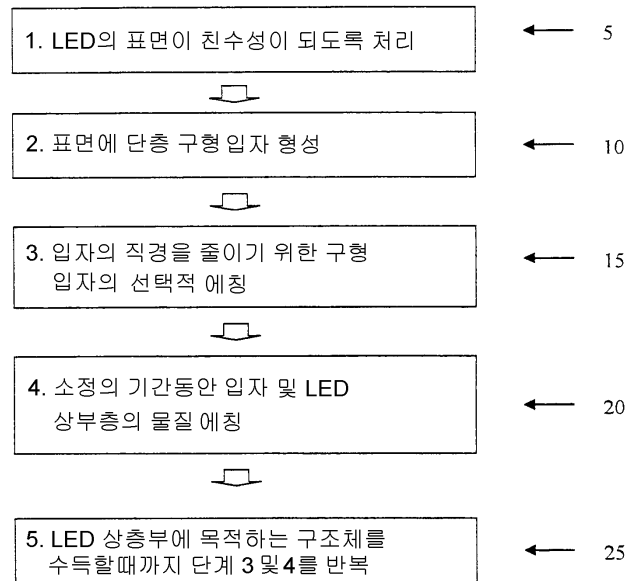 1. LED의 표면이 친수성이 되도록 처리
5
2. 표면에 단층 구형 입자 형성
10
3. 입자의 직경을 줄이기 위한 구형
입자의 선택적 에칭
15
4. 소정의 기간동안 입자 및 LED
상부층의 물질 에칭
20
5. LED 상층부에 목적하는 구조체를
수득할때까지 단계 3 및 4를 반복
25